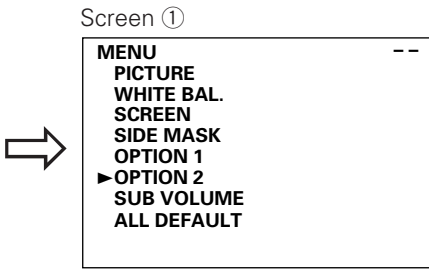 Screen ①
MENU --
PICTURE
WHITE BAL.
SCREEN
SIDE MASK
OPTION 1
►OPTION 2
SUB VOLUME
ALL DEFAULT